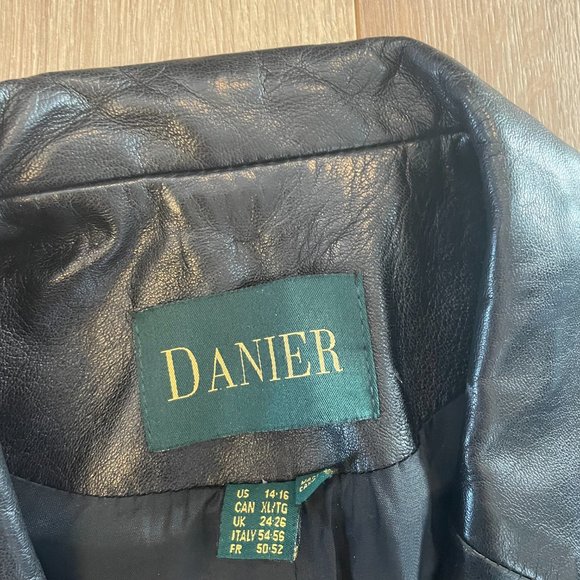 DANIER
US 14-16
CAN XL/TG
UK 24-26
ITALY 54-56
FR 50-52